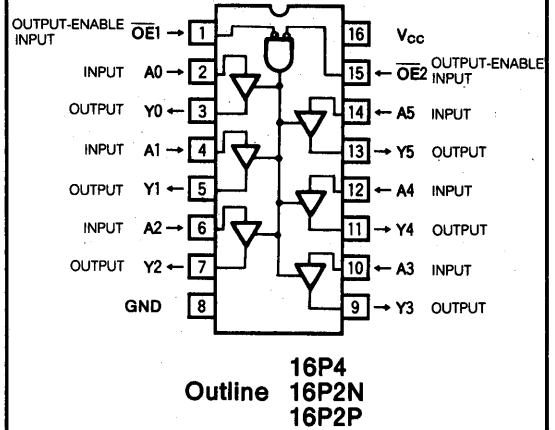 OUTPUT-ENABLE INPUT OE1 → 1
INPUT A0 → 2
OUTPUT Y0 ← 3
INPUT A1 → 4
OUTPUT Y1 ← 5
INPUT A2 → 6
OUTPUT Y2 ← 7
GND 8
16 Vcc
15 ← OE2 OUTPUT-ENABLE INPUT
14 ← A5 INPUT
13 → Y5 OUTPUT
12 ← A4 INPUT
11 → Y4 OUTPUT
10 ← A3 INPUT
9 → Y3 OUTPUT
16P4
Outline 16P2N
16P2P